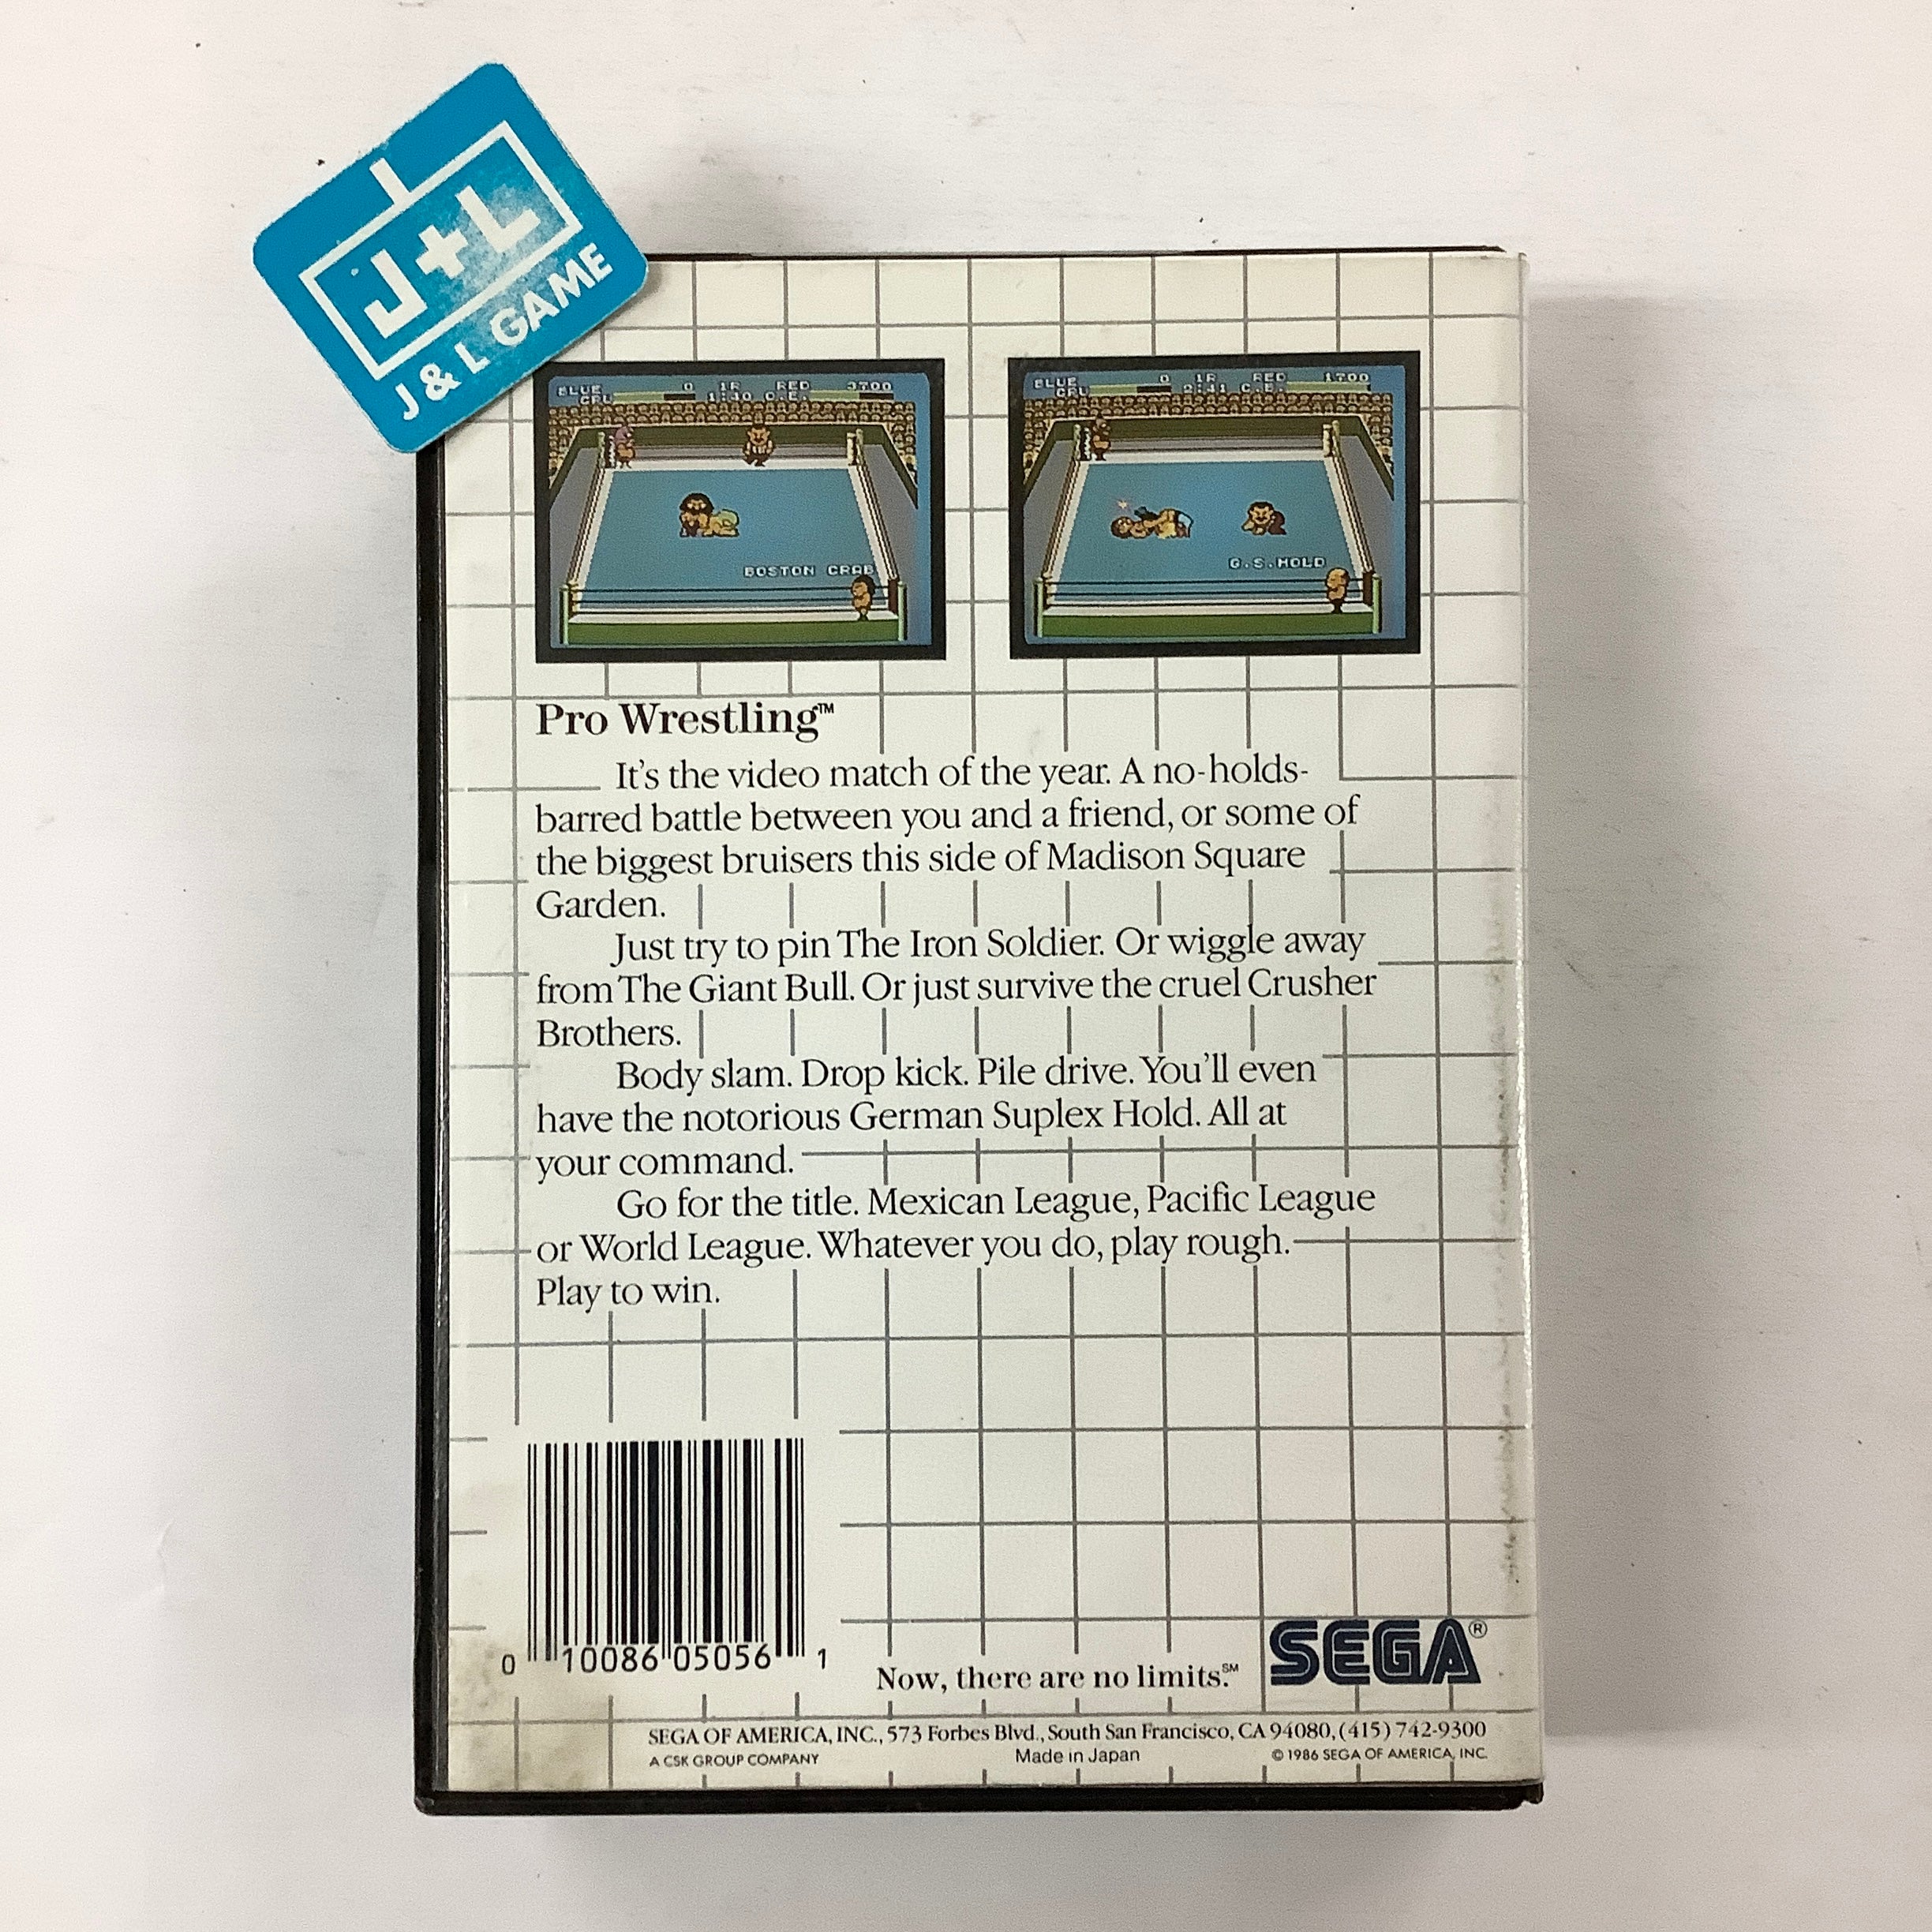 J+L
J & L GAME
BLUE 0 1R RED 3700
CPU 1:40 O.E.
BOSTON CRAB
BLUE 0 1R RED 1700
CPU 2:41 O.E.
G.S.HOLD
Pro Wrestling™
It's the video match of the year. A no-holds-
barred battle between you and a friend, or some of
the biggest bruisers this side of Madison Square
Garden.
Just try to pin The Iron Soldier. Or wiggle away
from The Giant Bull. Or just survive the cruel Crusher
Brothers.
Body slam. Drop kick. Pile drive. You'll even
have the notorious German Suplex Hold. All at
your command.
Go for the title. Mexican League, Pacific League
or World League. Whatever you do, play rough.
Play to win.
0 10086 05056 1
Now, there are no limits.℠
SEGA®
SEGA OF AMERICA, INC., 573 Forbes Blvd., South San Francisco, CA 94080, (415) 742-9300
A CSK GROUP COMPANY Made in Japan © 1986 SEGA OF AMERICA, INC.